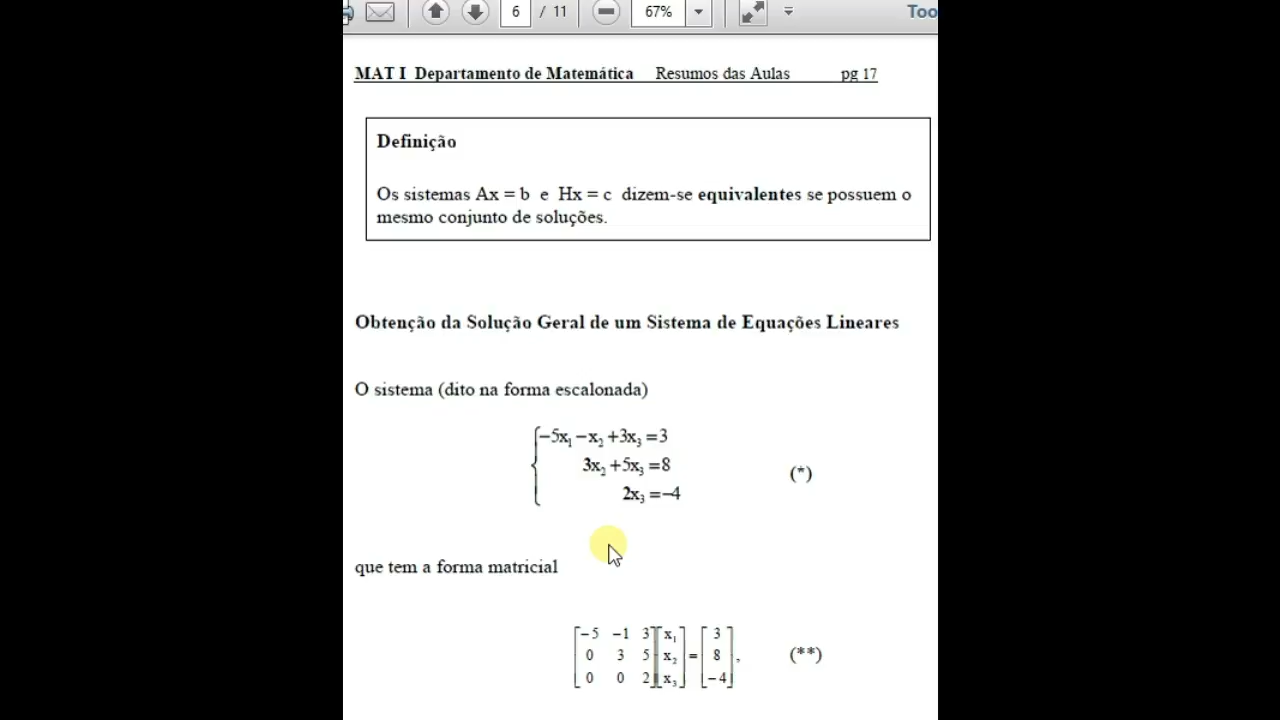 6 / 11 67% Too
MAT I Departamento de Matemática Resumos das Aulas pg 17
Definição
Os sistemas Ax = b e Hx = c dizem-se equivalentes se possuem o
mesmo conjunto de soluções.
Obtenção da Solução Geral de um Sistema de Equações Lineares
O sistema (dito na forma escalonada)
−5x₁ −x₂ +3x₃ =3
3x₂ +5x₃ =8 (*)
2x₃ =−4
que tem a forma matricial
−5 −1 3 x₁ 3
0 3 5 x₂ = 8 , (**)
0 0 2 x₃ −4